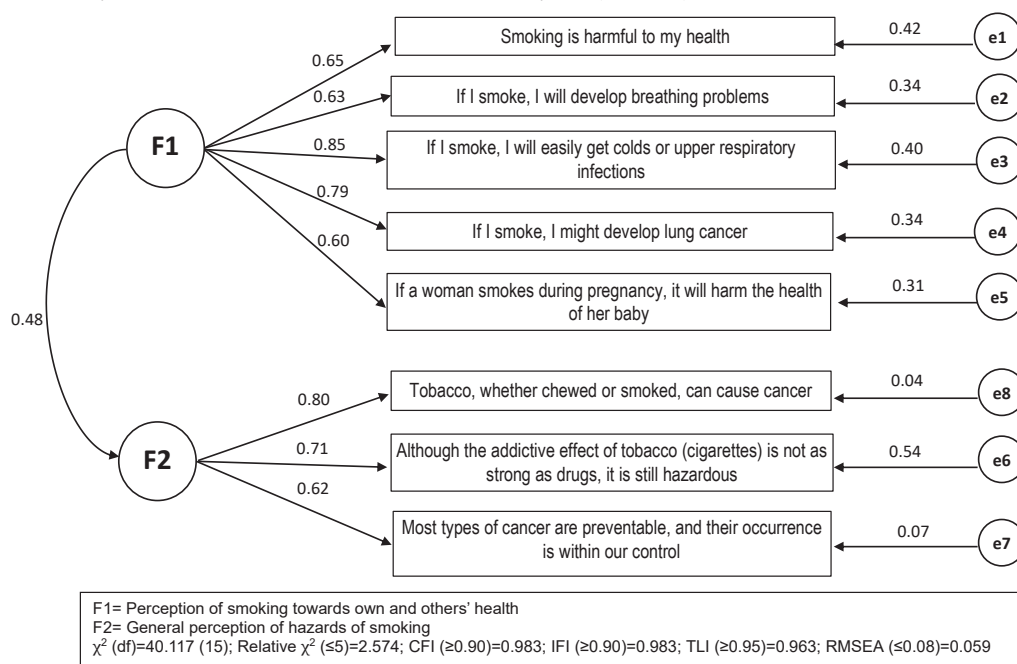 Smoking is harmful to my health
0.42
e1
0.65
If I smoke, I will develop breathing problems
0.34
e2
0.63
F1
If I smoke, I will easily get colds or upper respiratory
infections
0.40
e3
0.85
If I smoke, I might develop lung cancer
0.34
e4
0.79
If a woman smokes during pregnancy, it will harm the health
of her baby
0.31
e5
0.60
0.48
Tobacco, whether chewed or smoked, can cause cancer
0.04
e8
0.80
F2
Although the addictive effect of tobacco (cigarettes) is not as
strong as drugs, it is still hazardous
0.54
e6
0.71
Most types of cancer are preventable, and their occurrence
is within our control
0.07
e7
0.62
F1= Perception of smoking towards own and others' health
F2= General perception of hazards of smoking
χ² (df)=40.117 (15); Relative χ² (≤5)=2.574; CFI (≥0.90)=0.983; IFI (≥0.90)=0.983; TLI (≥0.95)=0.963; RMSEA (≤0.08)=0.059